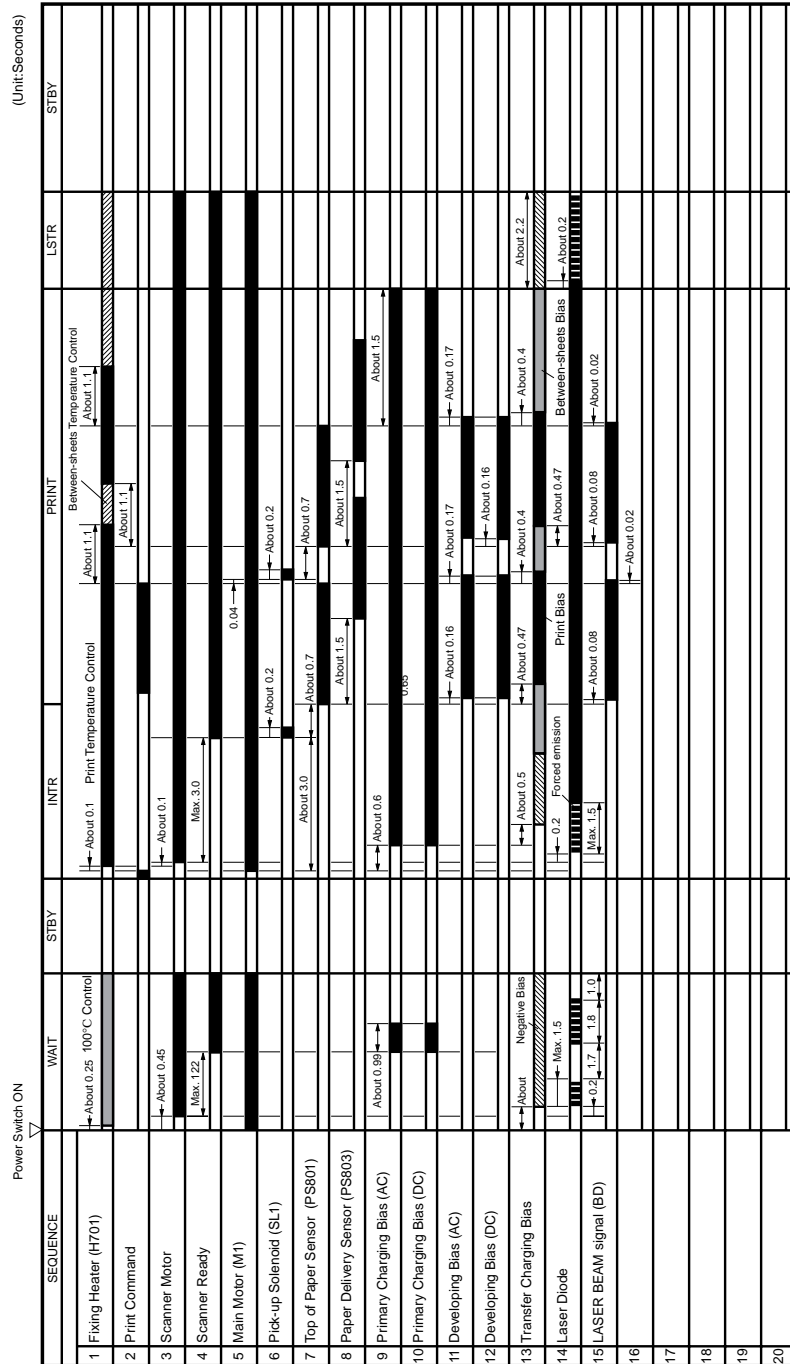 (Unit:Seconds)
Power Switch ON
SEQUENCE WAIT STBY INTR PRINT LSTR STBY
1 Fixing Heater (H701) About 0.25 100°C Control About 0.1 Print Temperature Control About 1.1 Between-sheets Temperature Control About 1.1
2 Print Command About 1.1
3 Scanner Motor About 0.45 About 0.1
4 Scanner Ready Max. 122 Max. 3.0
5 Main Motor (M1) 0.04
6 Pick-up Solenoid (SL1) About 0.2 About 0.2
7 Top of Paper Sensor (PS801) About 3.0 About 0.7 About 0.7
8 Paper Delivery Sensor (PS803) About 1.5 About 1.5
9 Primary Charging Bias (AC) About 0.99 About 0.6 About 1.5
10 Primary Charging Bias (DC) 0.65
11 Developing Bias (AC) About 0.16 About 0.17 About 0.17
12 Developing Bias (DC) About 0.16
13 Transfer Charging Bias About Negative Bias About 0.5 About 0.47 About 0.4 About 0.4 About 2.2
14 Laser Diode Max. 1.5 0.2 Forced emission Print Bias About 0.47 Between-sheets Bias About 0.2
15 LASER BEAM signal (BD) 0.2 1.7 1.8 1.0 Max. 1.5 About 0.08 About 0.08 About 0.02
16 About 0.02
17
18
19
20